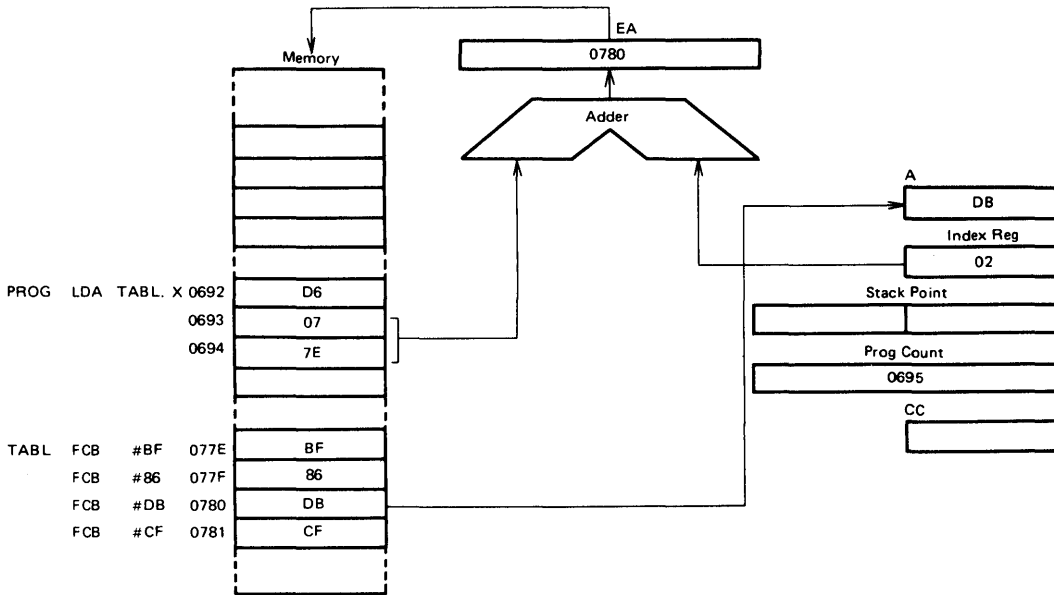 EA
0780
Memory
Adder
A
DB
Index Reg
02
Stack Point
Prog Count
0695
CC
PROG LDA TABL. X 0692 D6
0693 07
0694 7E
TABL FCB #BF 077E BF
FCB #86 077F 86
FCB #DB 0780 DB
FCB #CF 0781 CF